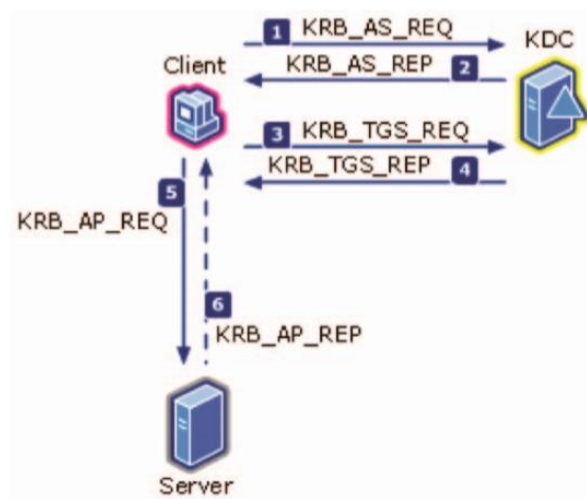 1 KRB_AS_REQ
KDC
Client
KRB_AS_REP 2
3 KRB_TGS_REQ
KRB_TGS_REP 4
5
KRB_AP_REQ
6
KRB_AP_REP
Server